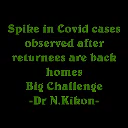 Spike in Covid cases
observed after
returnees are back
homes
Big Challenge
-Dr N.Kikon-